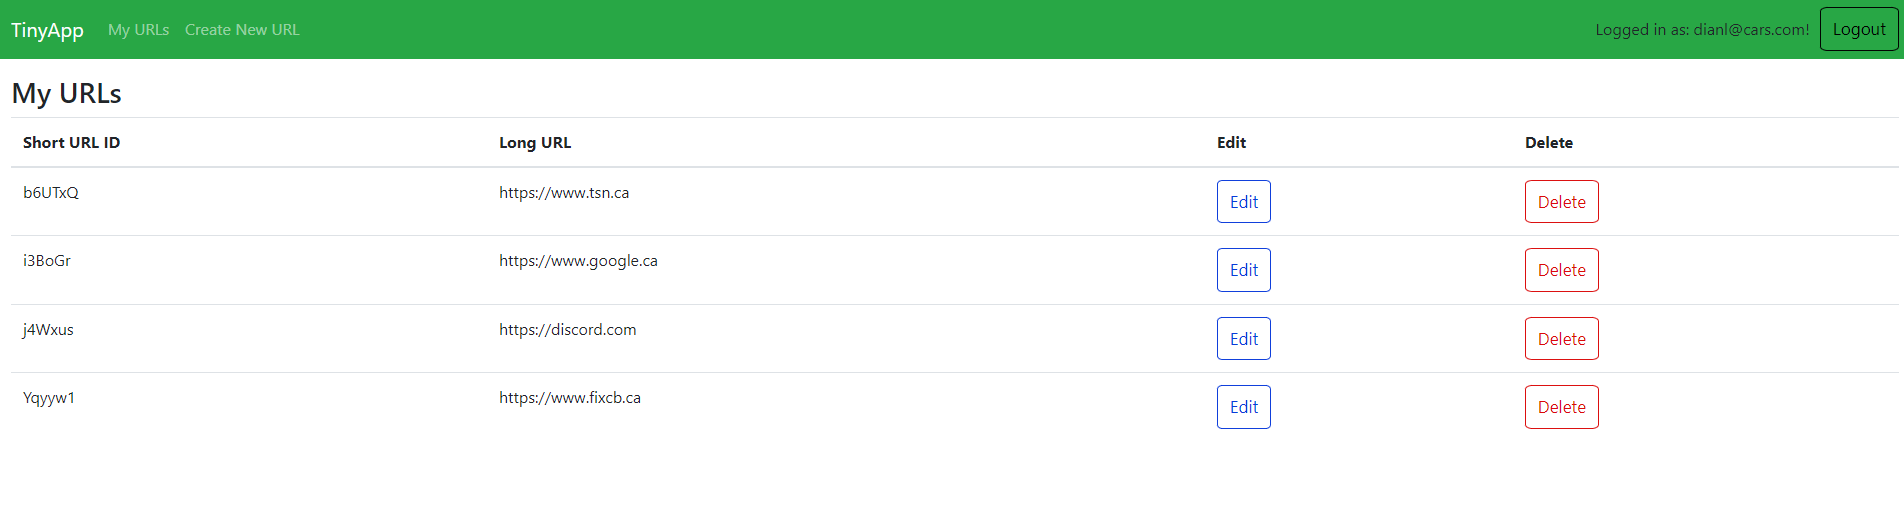 TinyApp My URLs Create New URL Logged in as: dianl@cars.com! Logout
My URLs
Short URL ID Long URL Edit Delete
b6UTxQ https://www.tsn.ca Edit Delete
i3BoGr https://www.google.ca Edit Delete
j4Wxus https://discord.com Edit Delete
Yqyyw1 https://www.fixcb.ca Edit Delete